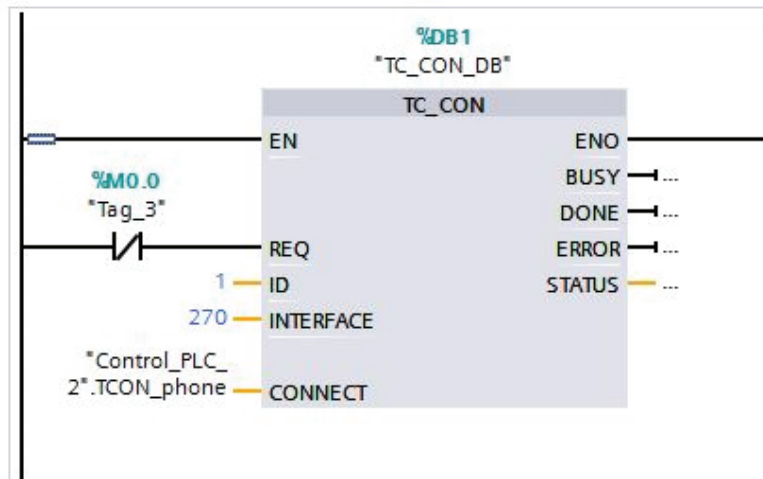 %DB1
"TC_CON_DB"
TC_CON
EN
ENO
BUSY
...
DONE
...
%M0.0
"Tag_3"
REQ
ERROR
...
1
ID
STATUS
...
270
INTERFACE
"Control_PLC_
2".TCON_phone
CONNECT